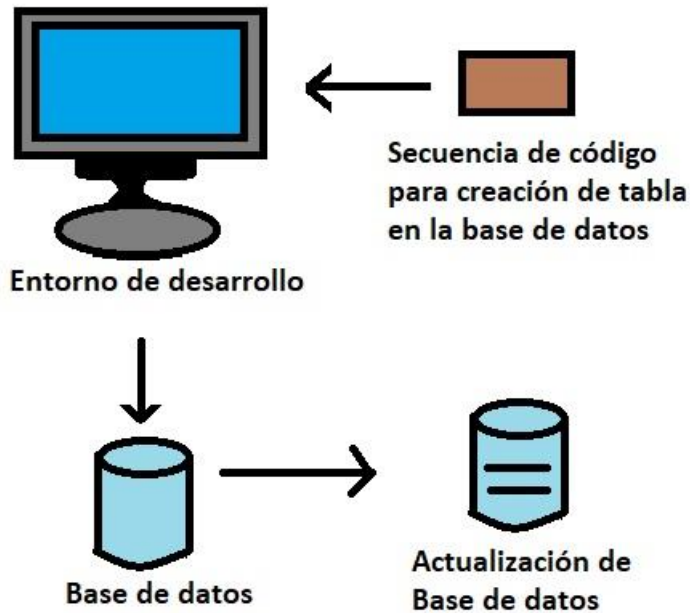 Secuencia de código
para creación de tabla
en la base de datos
Entorno de desarrollo
Base de datos
Actualización de
Base de datos